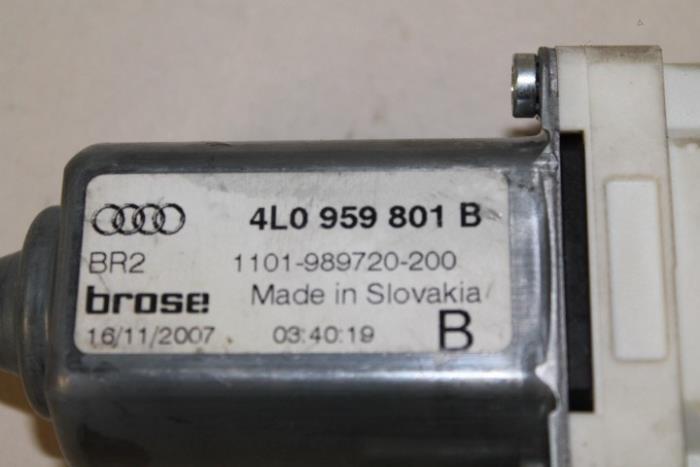 4L0 959 801 B
BR2 1101-989720-200
brose Made in Slovakia
16/11/2007 03:40:19 B